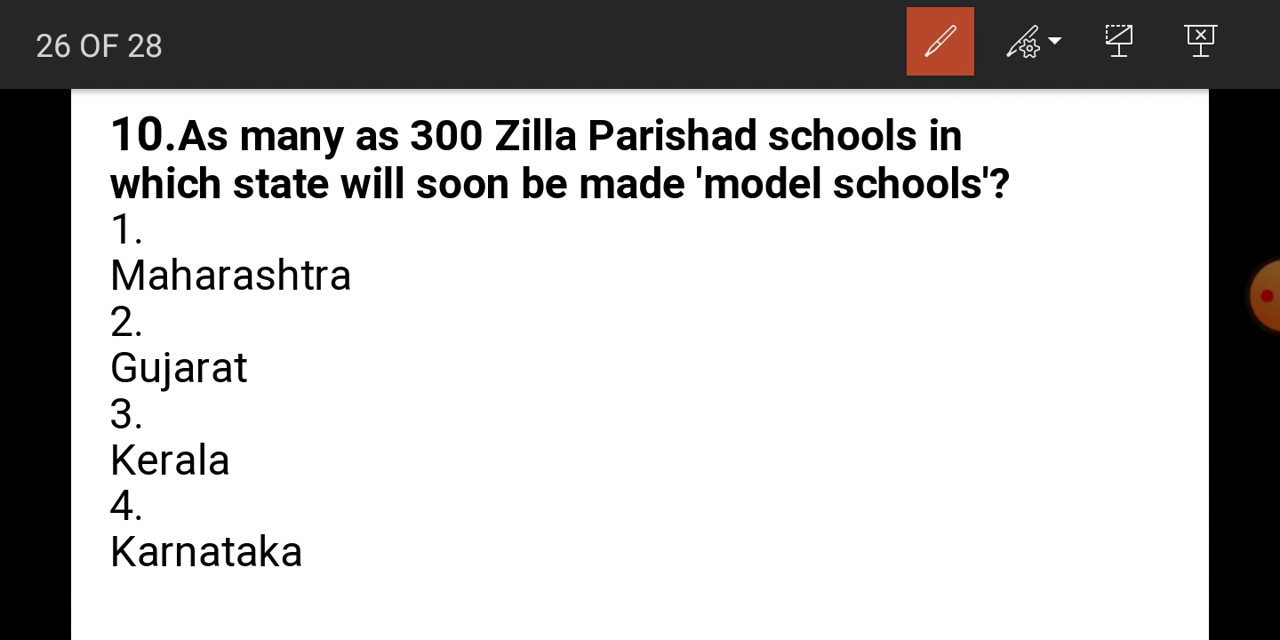 26 OF 28
10.As many as 300 Zilla Parishad schools in
which state will soon be made 'model schools'?
1.
Maharashtra
2.
Gujarat
3.
Kerala
4.
Karnataka